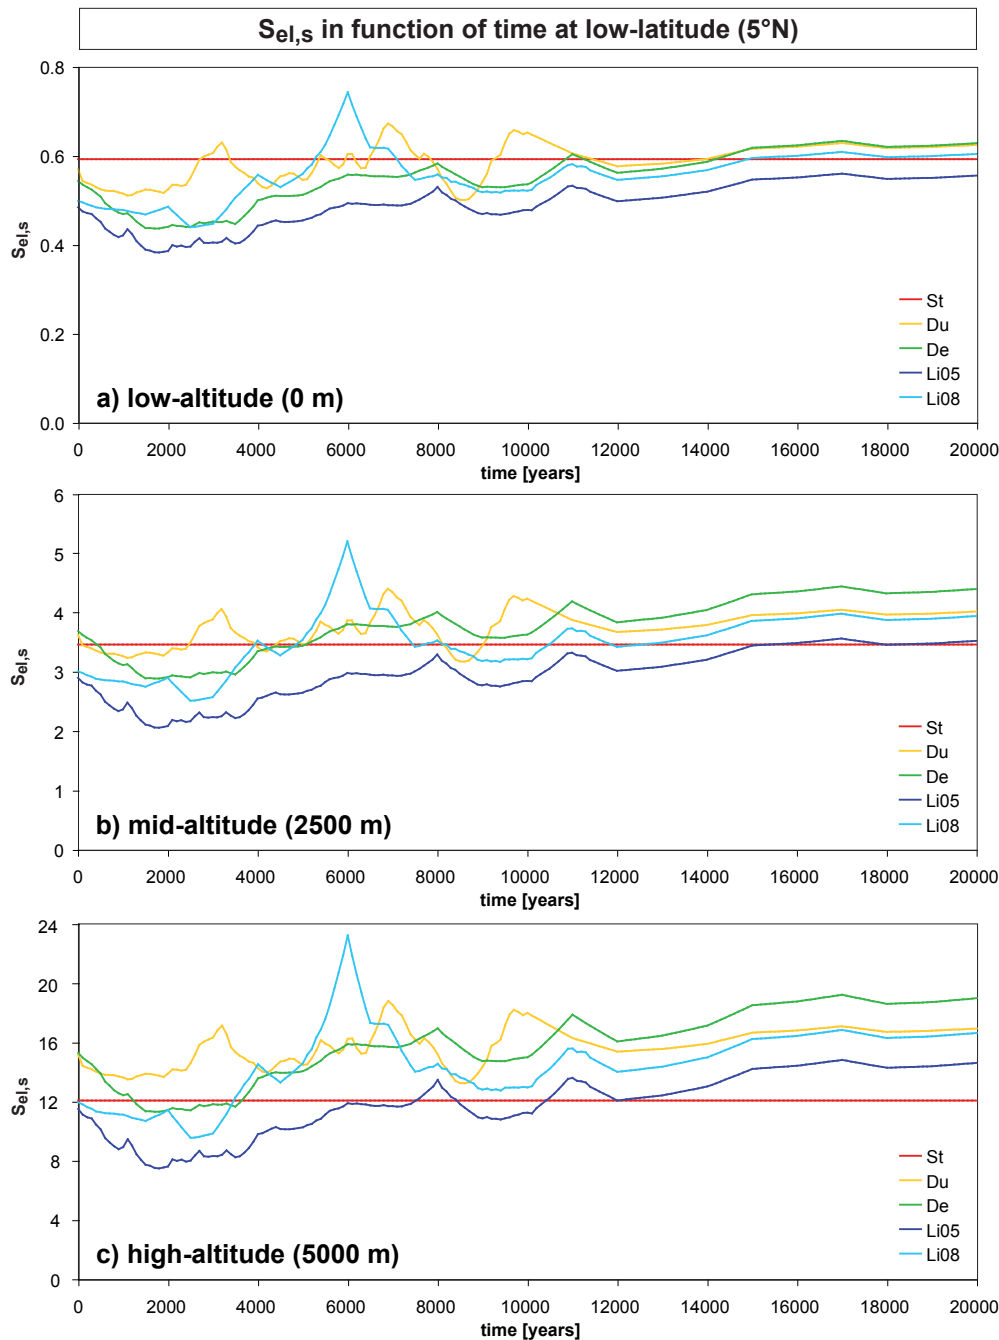 Sel,s in function of time at low-latitude (5°N)
0.8
0.6
0.4
0.2
0.0
Sel,s
St
Du
De
Li05
Li08
a) low-altitude (0 m)
0 2000 4000 6000 8000 10000 12000 14000 16000 18000 20000
time [years]
6
5
4
3
2
1
0
Sel,s
St
Du
De
Li05
Li08
b) mid-altitude (2500 m)
0 2000 4000 6000 8000 10000 12000 14000 16000 18000 20000
time [years]
24
20
16
12
8
4
0
Sel,s
St
Du
De
Li05
Li08
c) high-altitude (5000 m)
0 2000 4000 6000 8000 10000 12000 14000 16000 18000 20000
time [years]